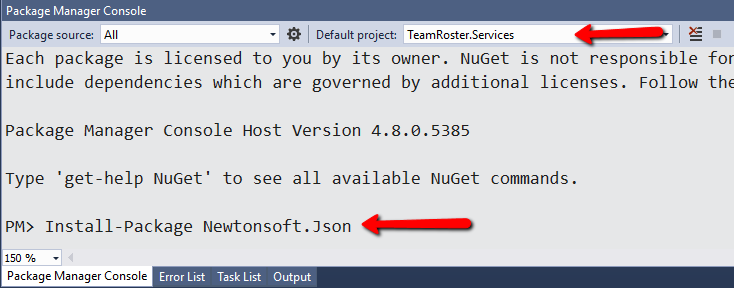 Package Manager Console
Package source: All Default project: TeamRoster.Services
Each package is licensed to you by its owner. NuGet is not responsible for
include dependencies which are governed by additional licenses. Follow the
Package Manager Console Host Version 4.8.0.5385
Type 'get-help NuGet' to see all available NuGet commands.
PM> Install-Package Newtonsoft.Json
150 %
Package Manager Console Error List Task List Output